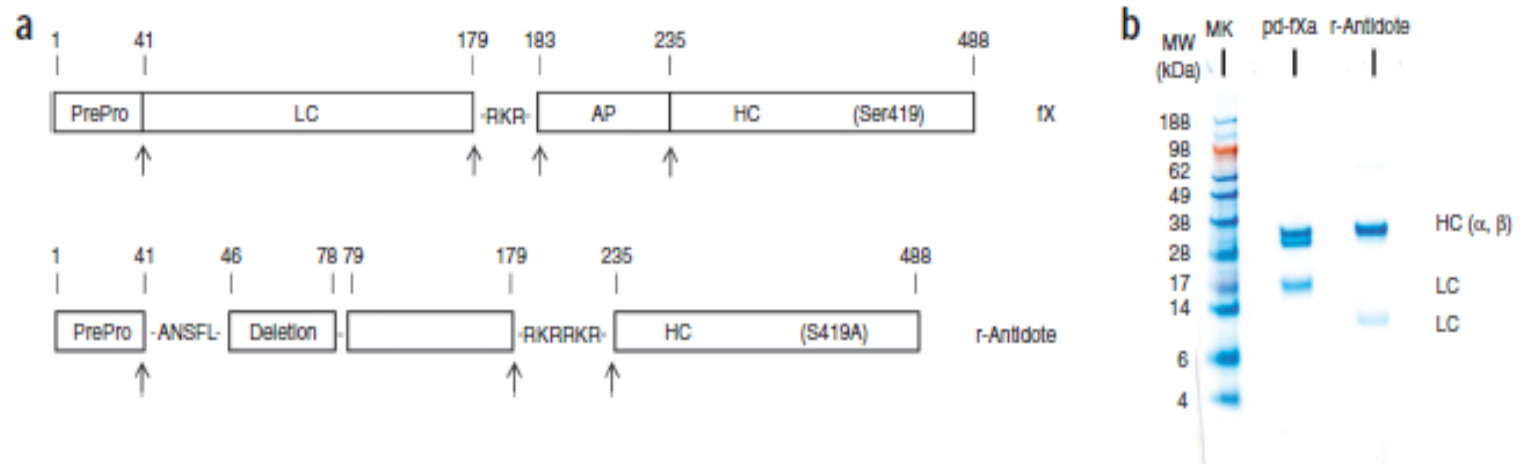 a
1 41 179 183 235 488
PrePro LC -RKR- AP HC (Ser419) fX
1 41 46 78 79 179 235 488
PrePro -ANSFL- Deletion - -RKRRKR- HC (S419A) r-Antidote
b
MW (kDa) MK pd-fXa r-Antidote
188
98
62
49
38
28
17
14
6
4
HC (α, β)
LC
LC